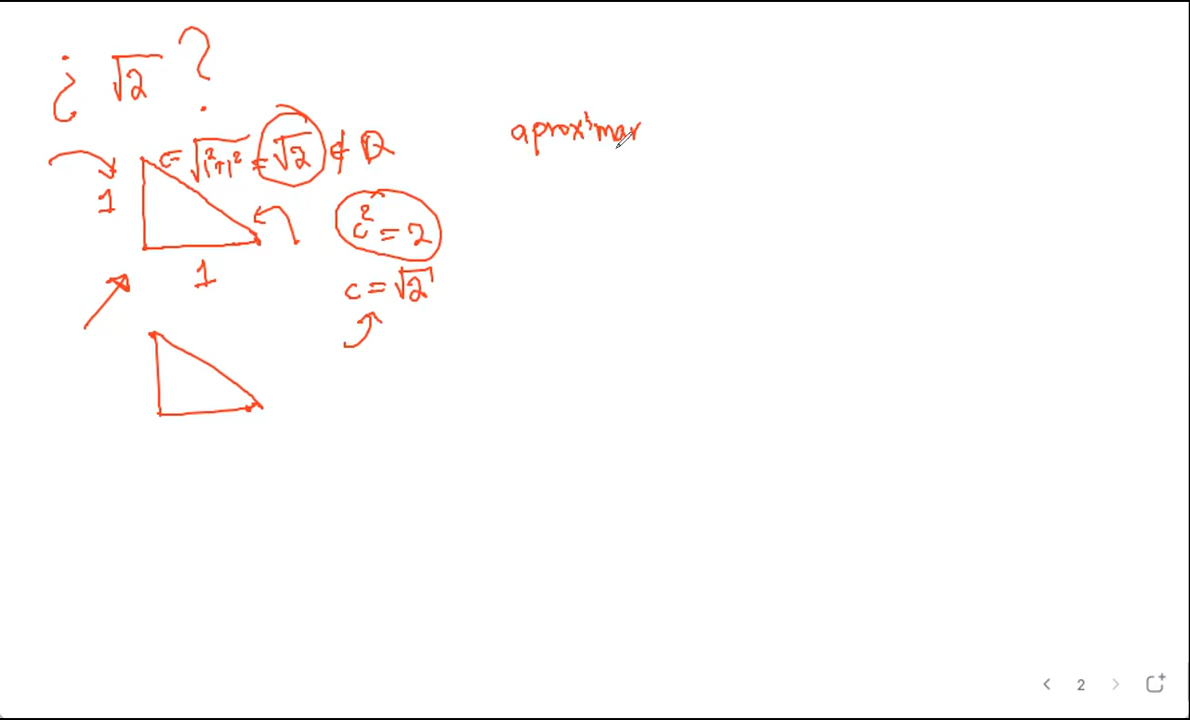 ¿ √2 ?
c = √1²+1² = √2 ∉ Q
1
1
c² = 2
c = √2
aproximar
2